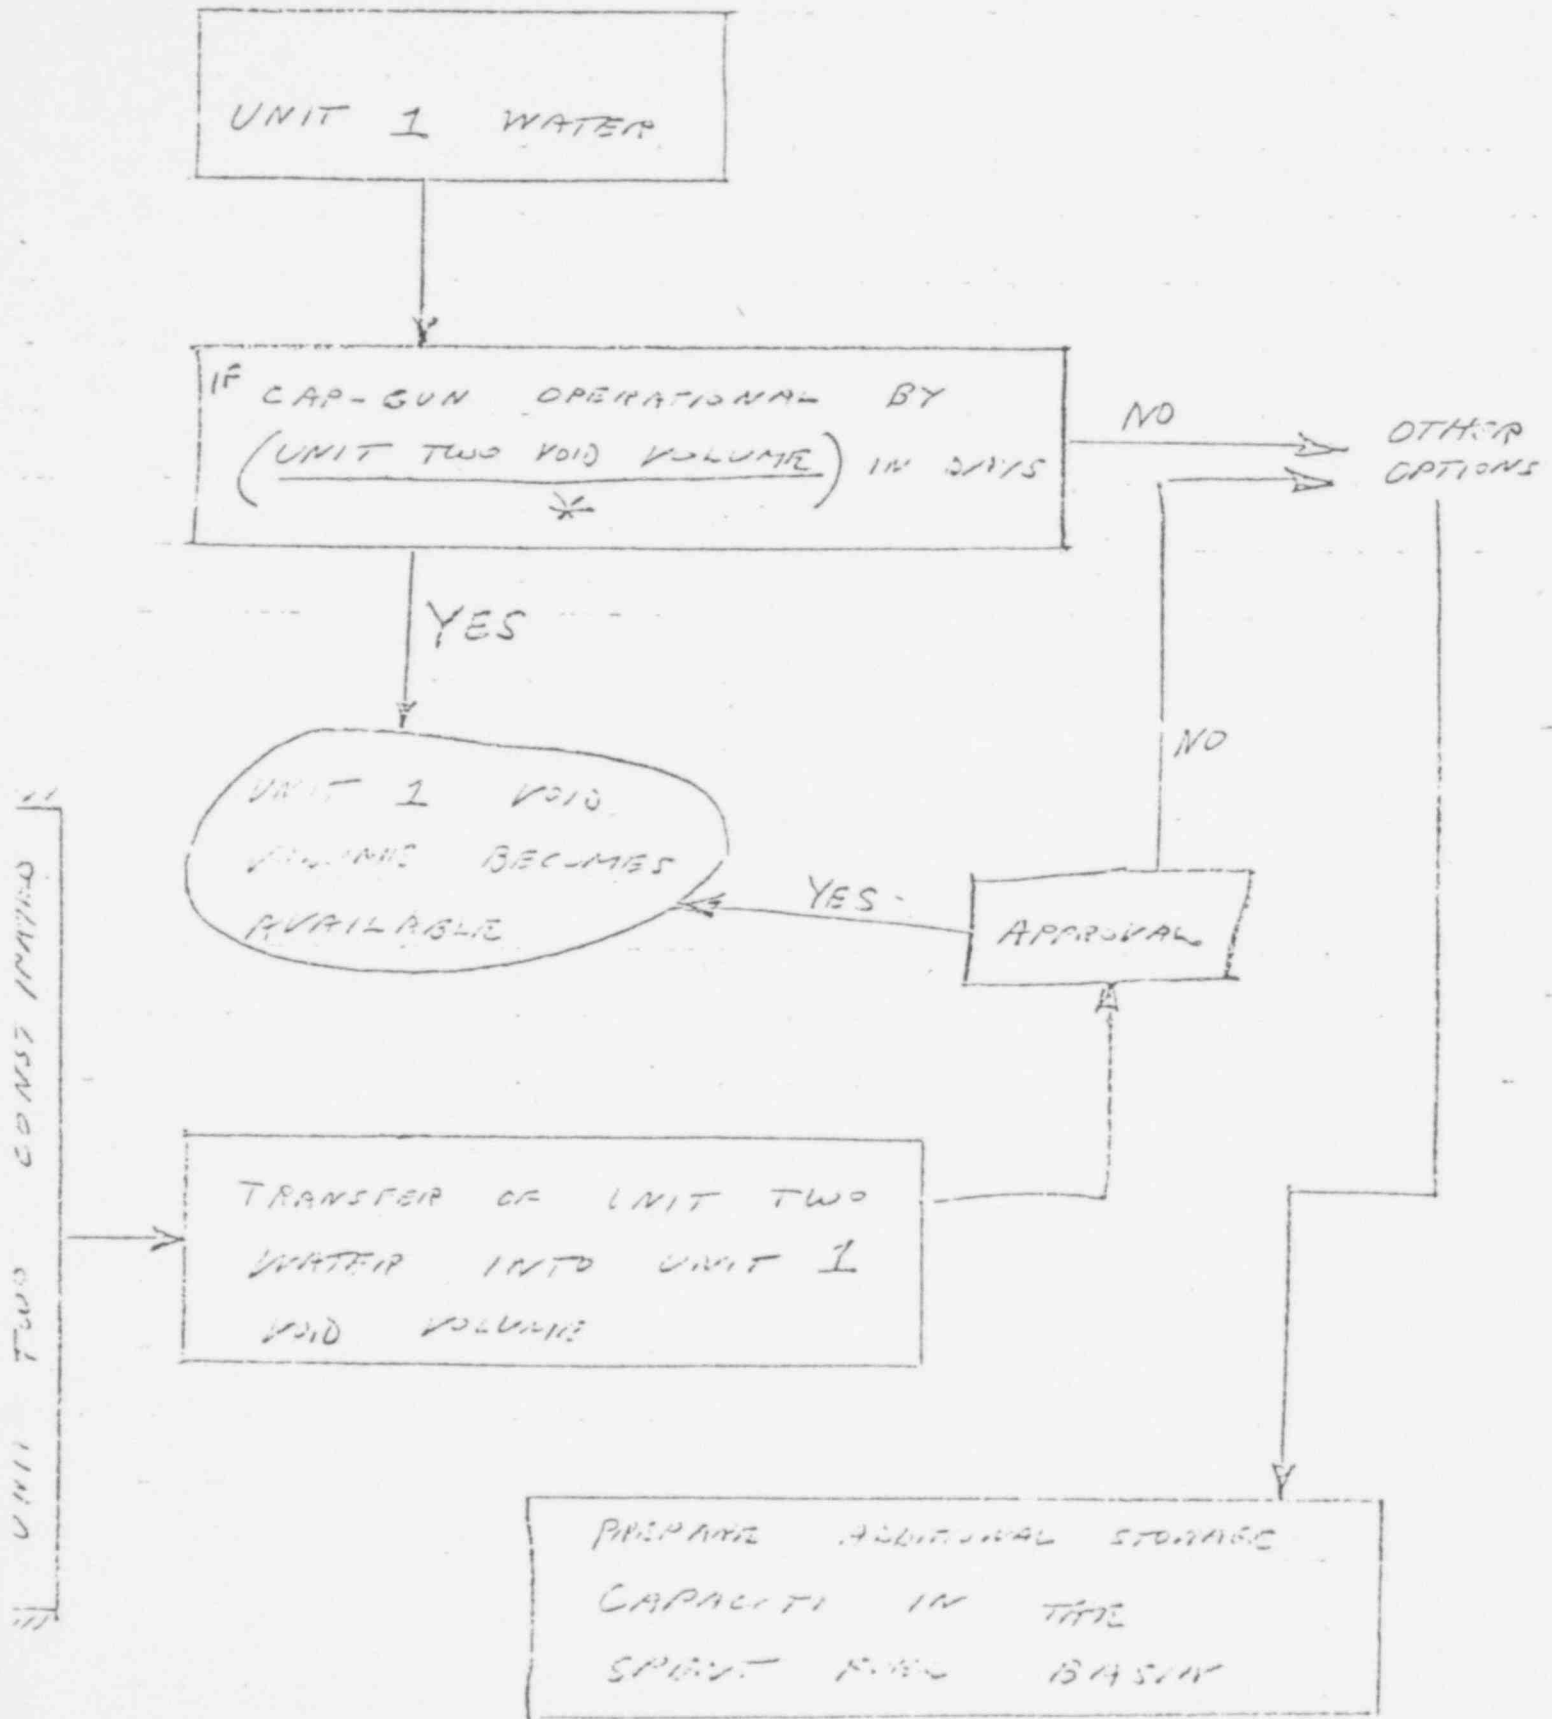 UNIT 1 WATER
IF CAP-GUN OPERATIONAL BY
(UNIT TWO VOID VOLUME) IN DAYS
*
NO
OTHER
OPTIONS
YES
NO
UNIT 1 VOID
VOLUME BECOMES
AVAILABLE
YES
APPROVAL
UNIT TWO
TRANSFER OF UNIT TWO
WATER INTO UNIT 1
VOID VOLUME
PREPARE ADDITIONAL STORAGE
CAPACITY IN THE
SPENT FUEL BASIN